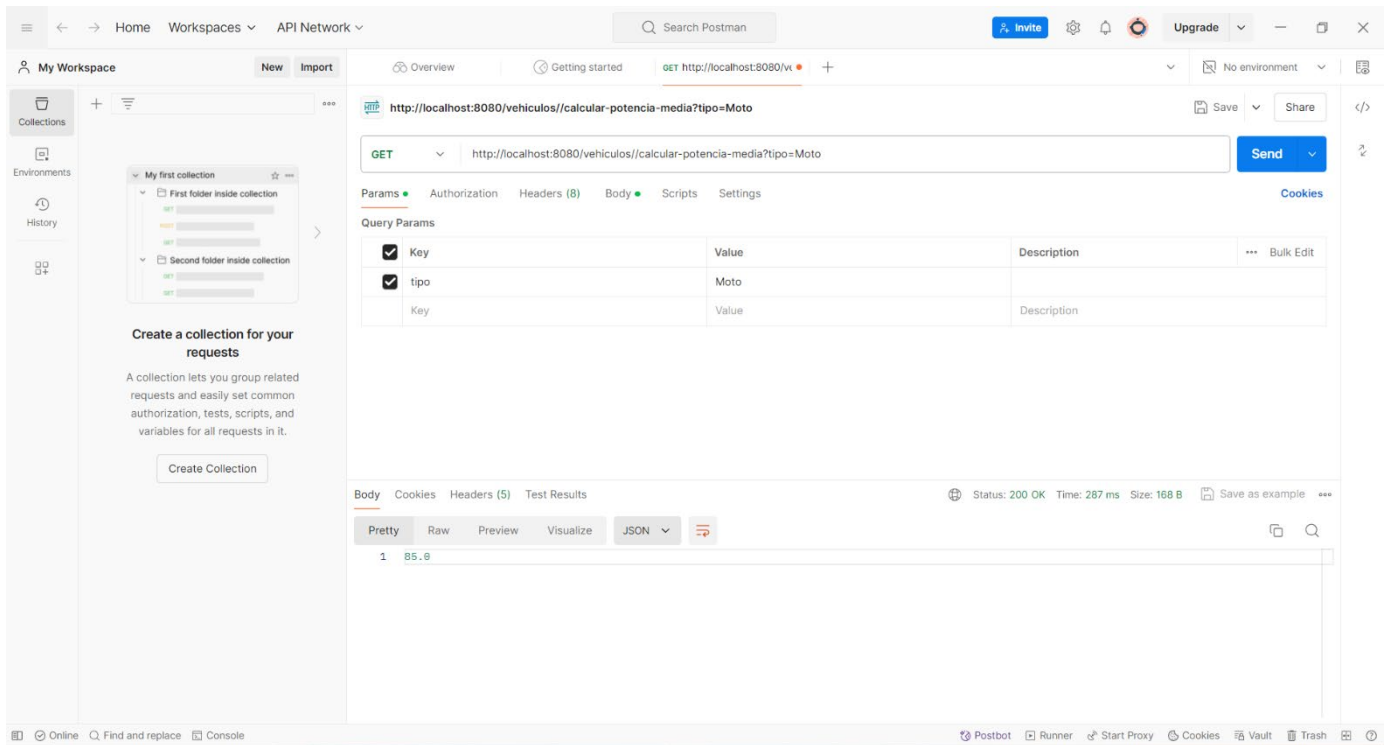 Home Workspaces API Network Search Postman Invite Upgrade
My Workspace New Import Overview Getting started GET http://localhost:8080/ve No environment
Collections
Environments
History
My first collection
First folder inside collection
GET
POST
GET
Second folder inside collection
GET
GET
Create a collection for your
requests
A collection lets you group related
requests and easily set common
authorization, tests, scripts, and
variables for all requests in it.
Create Collection
HTTP http://localhost:8080/vehiculos//calcular-potencia-media?tipo=Moto Save Share
GET http://localhost:8080/vehiculos//calcular-potencia-media?tipo=Moto Send
Params Authorization Headers (8) Body Scripts Settings Cookies
Query Params
Key Value Description Bulk Edit
tipo Moto
Key Value Description
Body Cookies Headers (5) Test Results Status: 200 OK Time: 287 ms Size: 168 B Save as example
Pretty Raw Preview Visualize JSON
1 85.0
Online Find and replace Console Postbot Runner Start Proxy Cookies Vault Trash